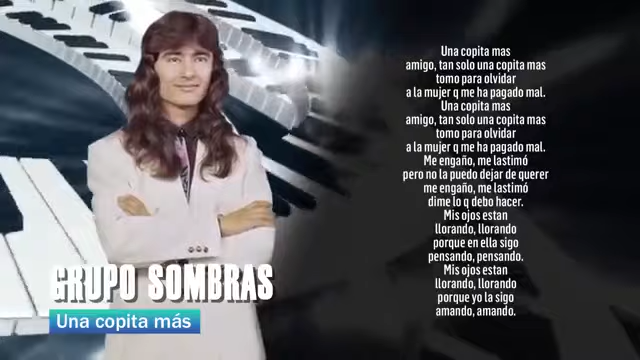 Una copita mas
amigo, tan solo una copita mas
tomo para olvidar
a la mujer q me ha pagado mal.
Una copita mas
amigo, tan solo una copita mas
tomo para olvidar
a la mujer q me ha pagado mal.
Me engaño, me lastimó
pero no la puedo dejar de querer
me engaño, me lastimó
dime lo q debo hacer.
Mis ojos estan
llorando, llorando
porque en ella sigo
pensando, pensando.
Mis ojos estan
llorando, llorando
porque yo la sigo
amando, amando.
GRUPO SOMBRAS
Una copita más